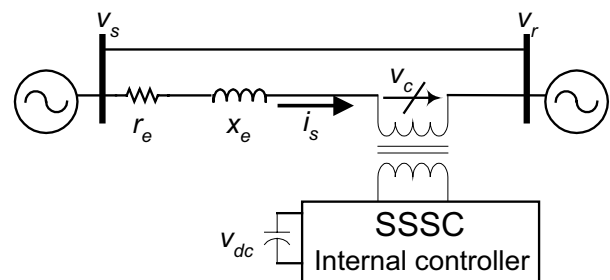 v_s
v_r
v_c
r_e
x_e
i_s
v_dc
SSSC
Internal controller